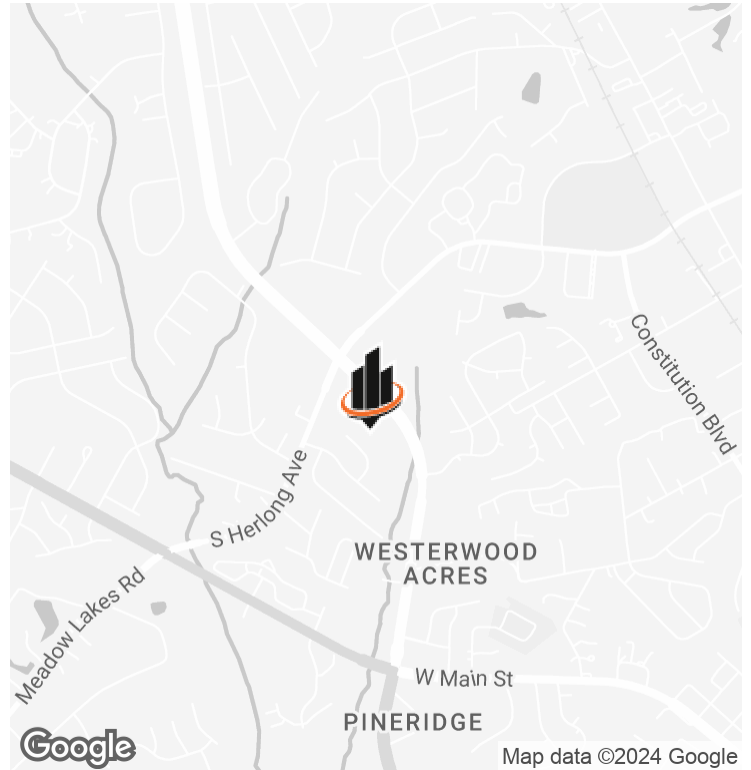 Constitution Blvd
S Herlong Ave
WESTERWOOD
ACRES
Meadow Lakes Rd
W Main St
PINERIDGE
Google
Map data ©2024 Google